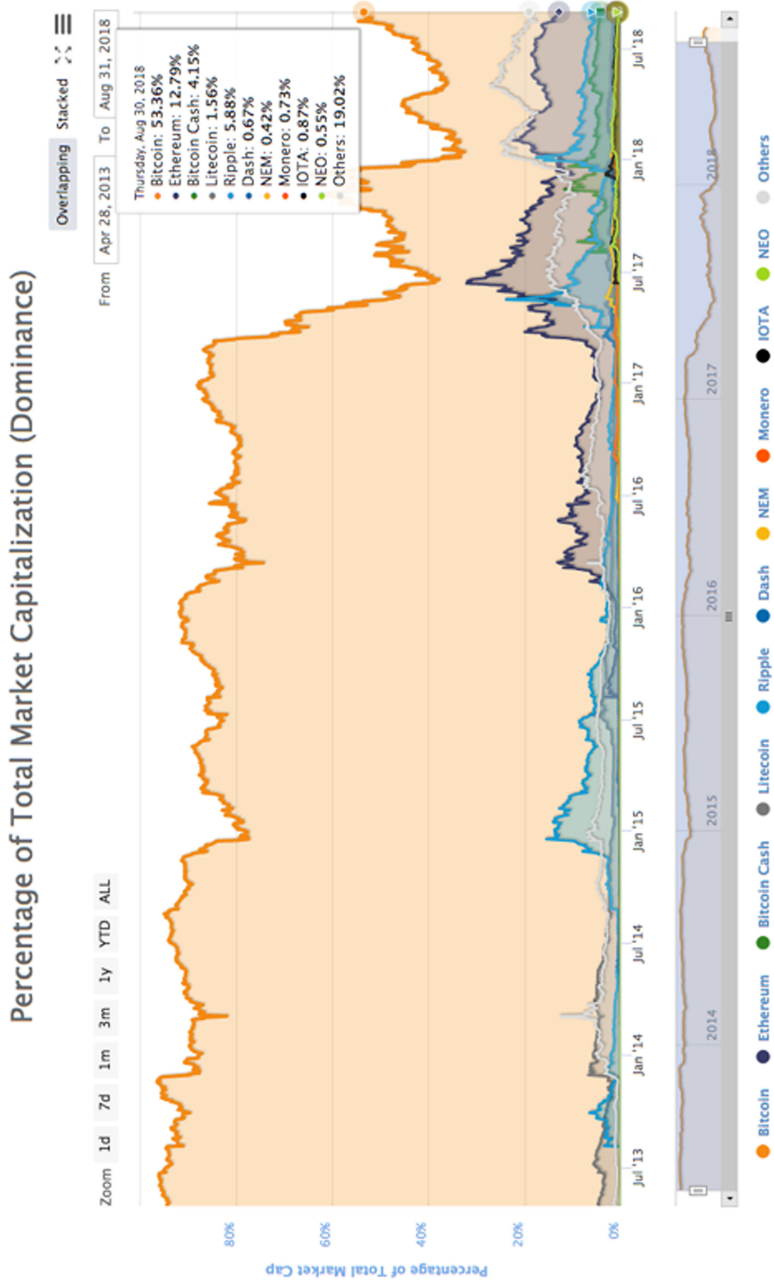 Percentage of Total Market Capitalization (Dominance)
Overlapping Stacked
Zoom 1d 7d 1m 3m 1y YTD ALL From Apr 28, 2013 To Aug 31, 2018
Thursday, Aug 30, 2018
Bitcoin: 53.36%
Ethereum: 12.79%
Bitcoin Cash: 4.15%
Litecoin: 1.56%
Ripple: 5.88%
Dash: 0.67%
NEM: 0.42%
Monero: 0.73%
IOTA: 0.87%
NEO: 0.55%
Others: 19.02%
Percentage of Total Market Cap
80%
60%
40%
20%
0%
Jul '13 Jan '14 Jul '14 Jan '15 Jul '15 Jan '16 Jul '16 Jan '17 Jul '17 Jan '18 Jul '18
2014 2015 2016 2017 2018
Bitcoin Ethereum Bitcoin Cash Litecoin Ripple Dash NEM Monero IOTA NEO Others